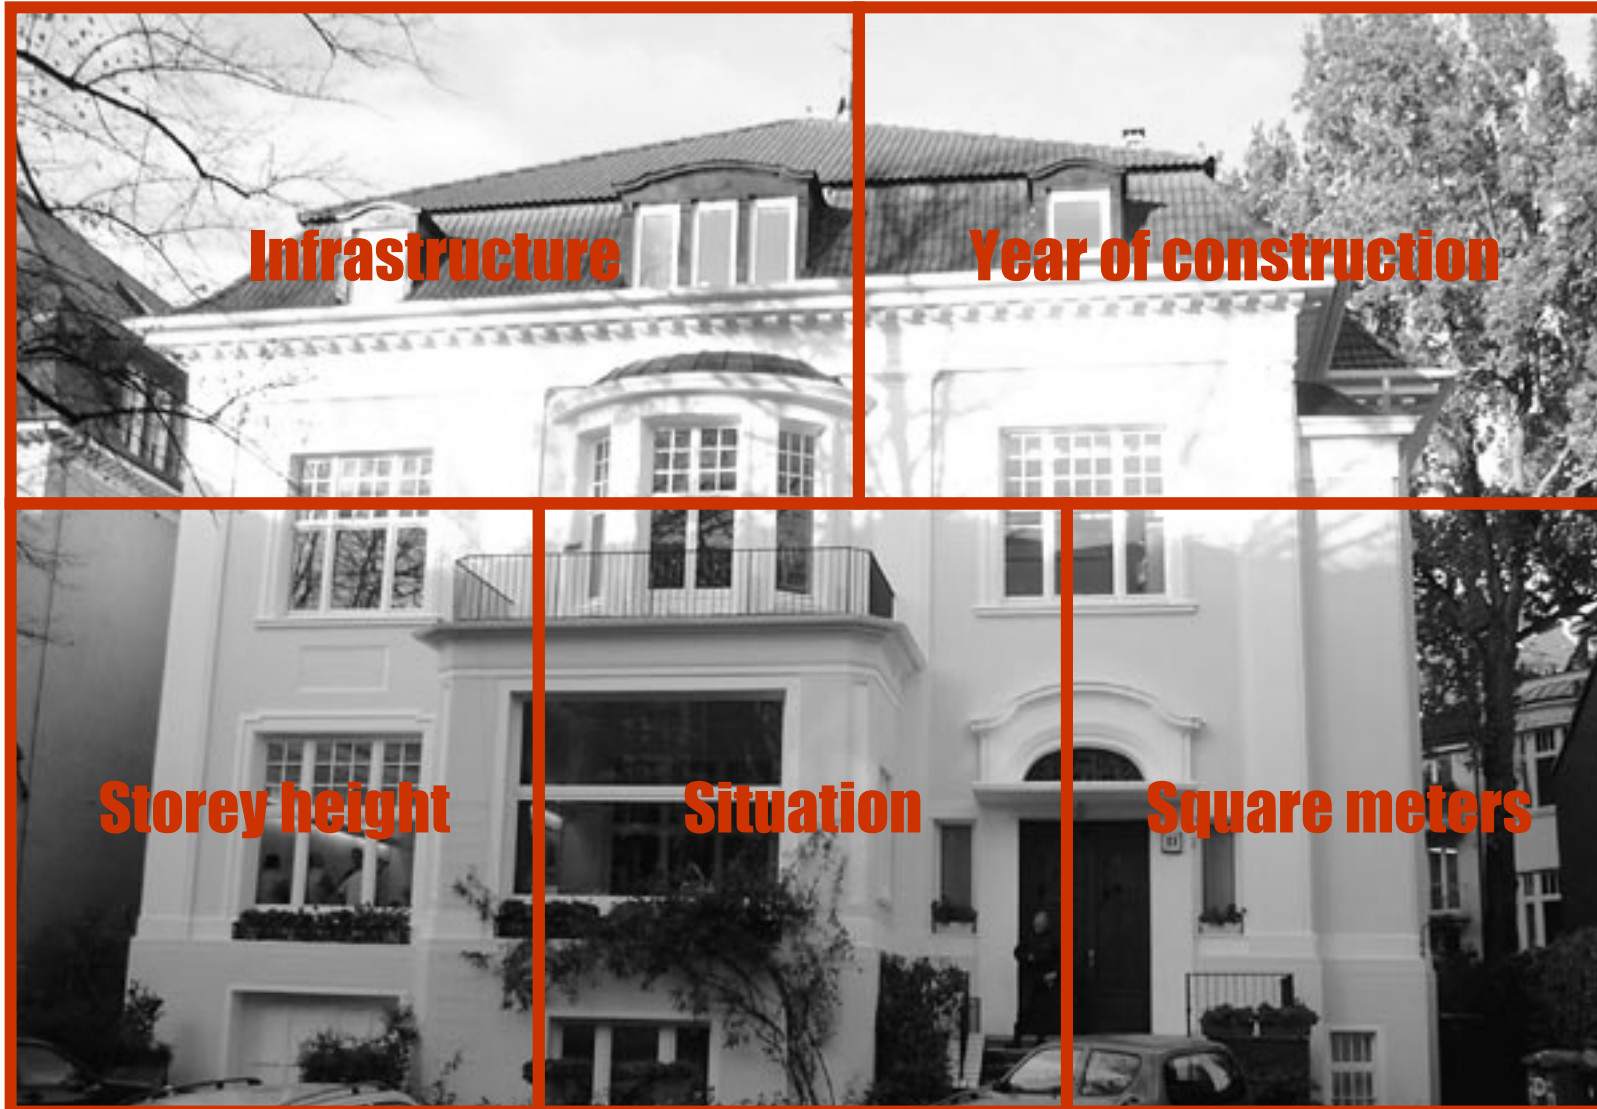 Infrastructure
Year of construction
Storey height
Situation
Square meters